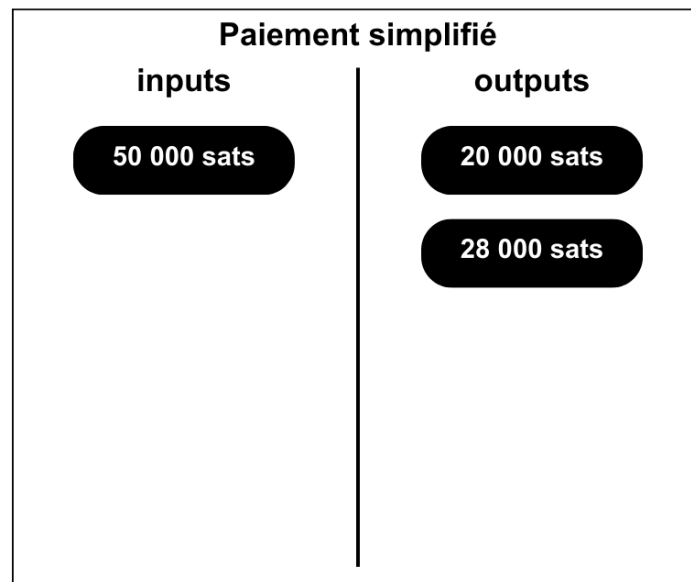 Paiement simplifié
inputs
outputs
50 000 sats
20 000 sats
28 000 sats